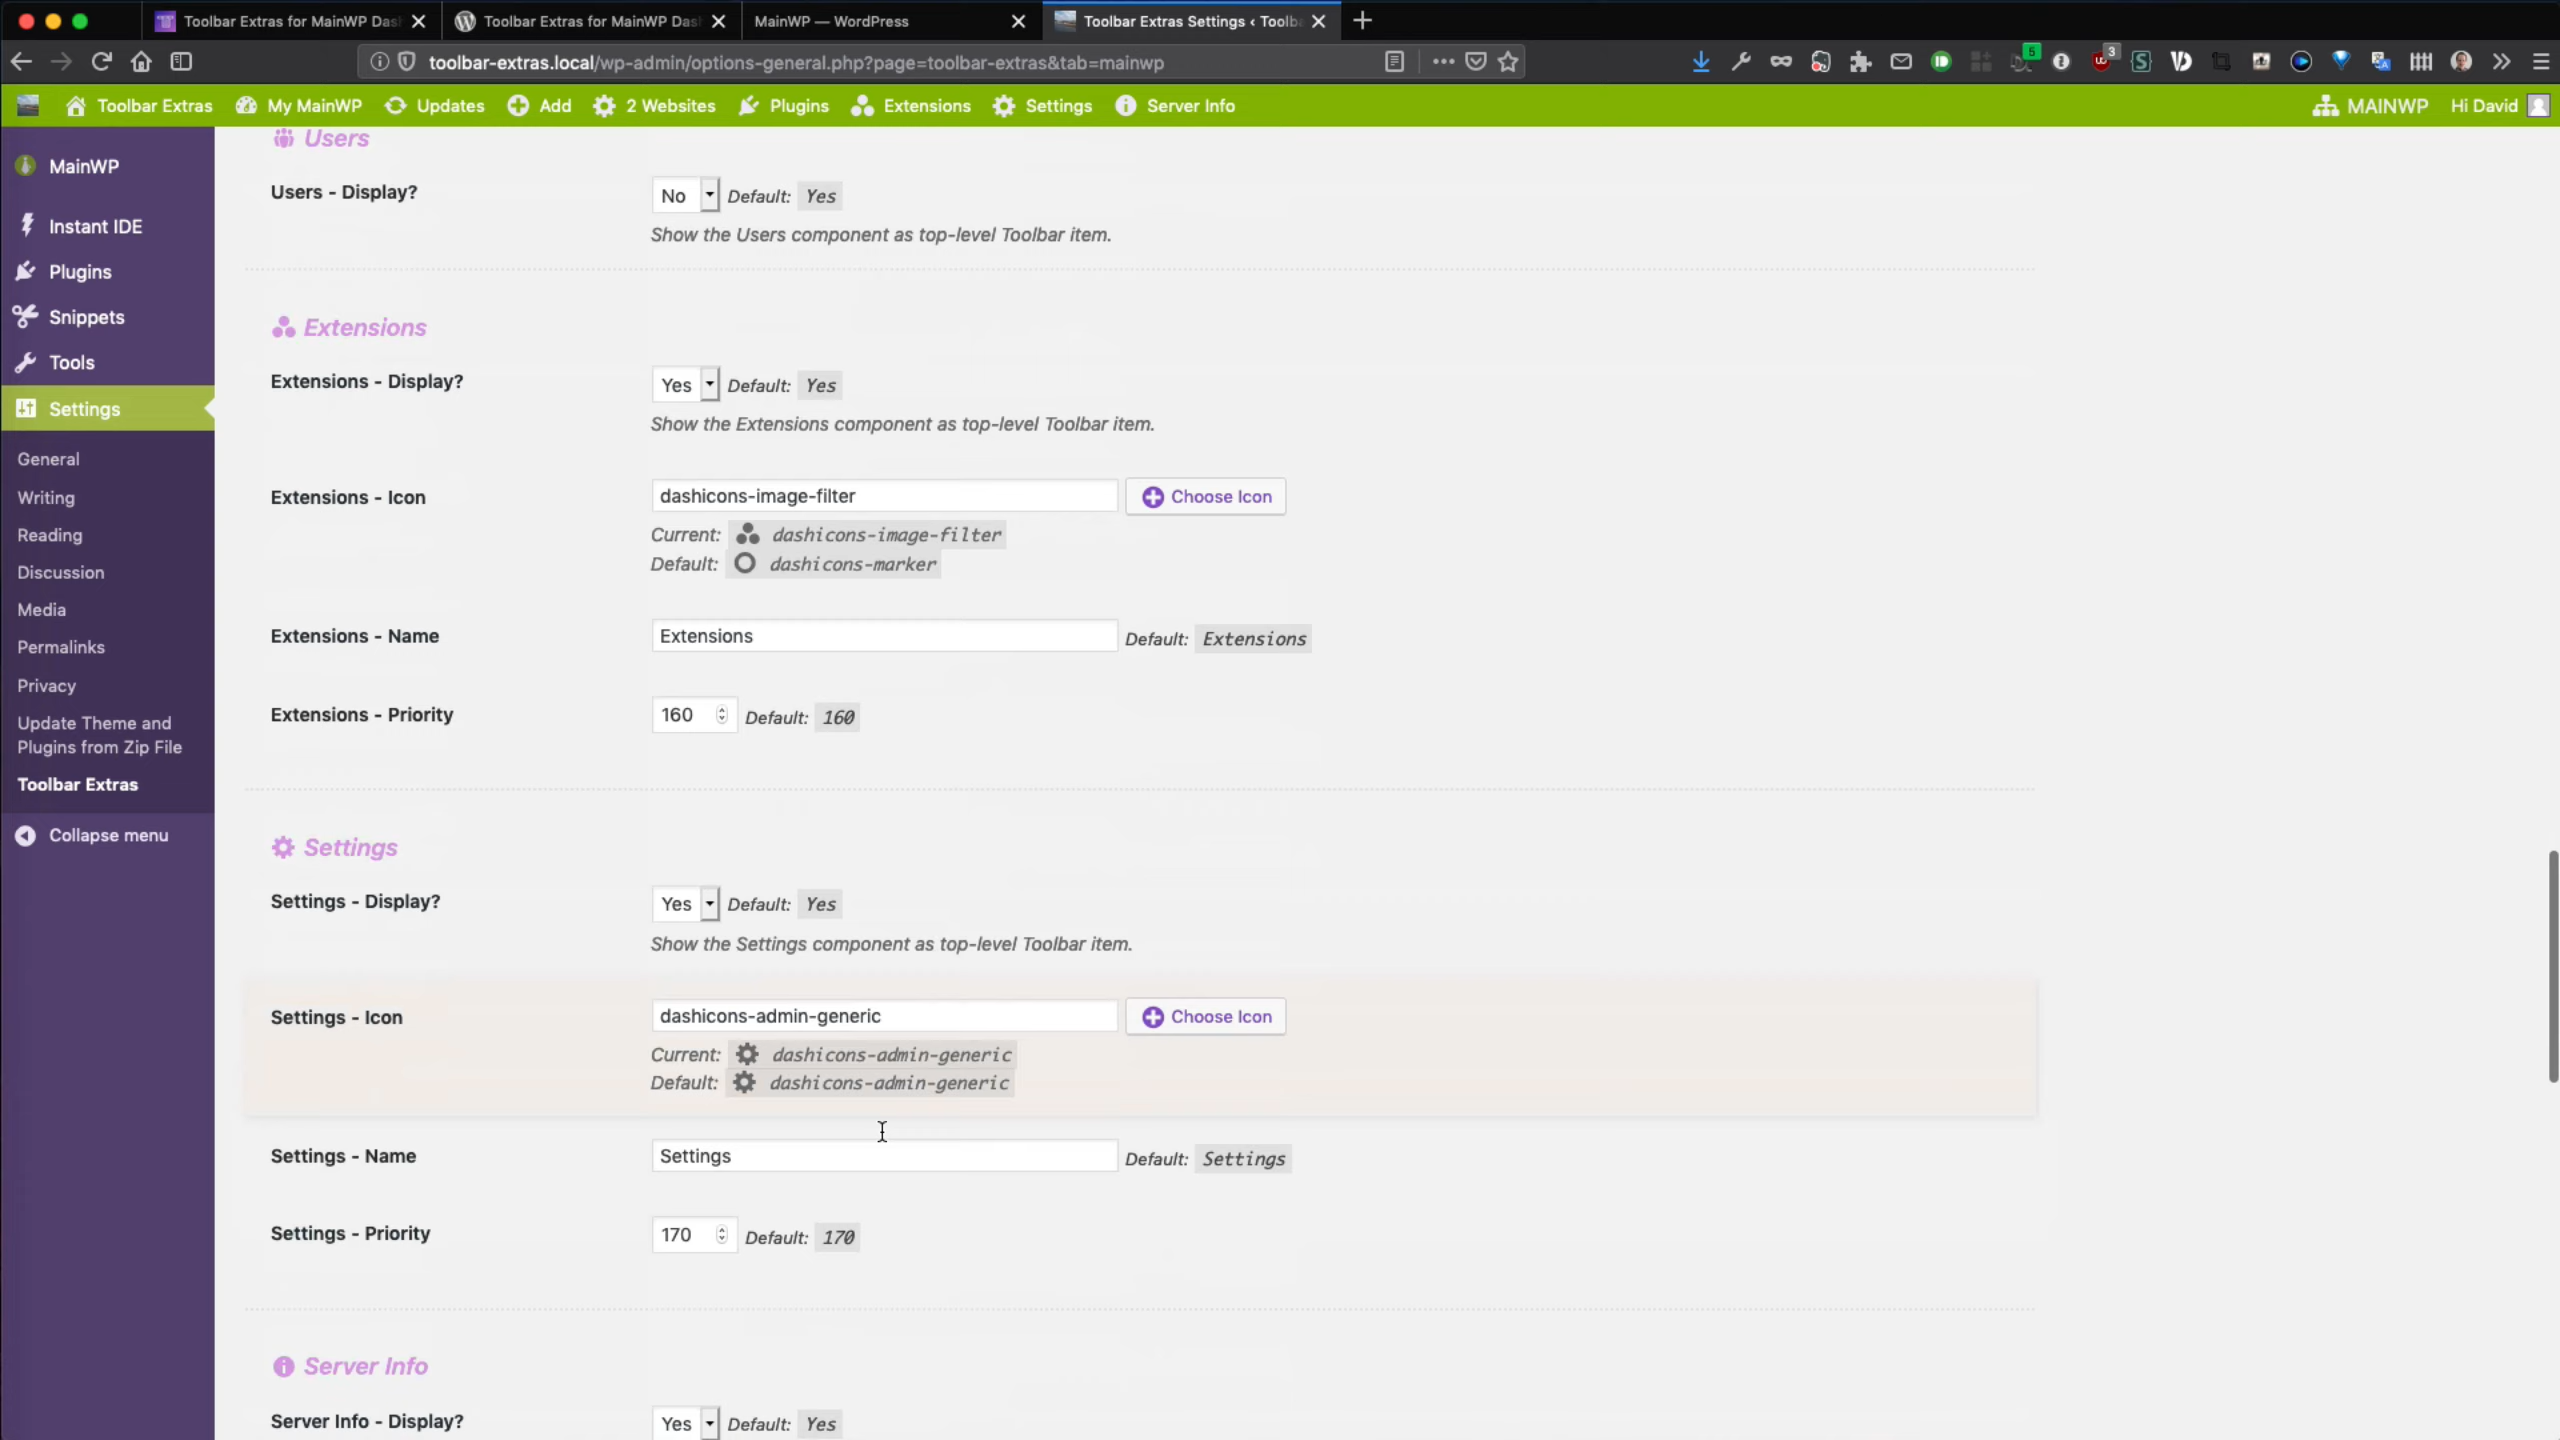 Toolbar Extras for MainWP Das
Toolbar Extras for MainWP Das
MainWP — WordPress
Toolbar Extras Settings ‹ Toolba
toolbar-extras.local/wp-admin/options-general.php?page=toolbar-extras&tab=mainwp
5
3
Toolbar Extras
My MainWP
Updates
Add
2 Websites
Plugins
Extensions
Settings
Server Info
MAINWP
Hi David
MainWP
Instant IDE
Plugins
Snippets
Tools
Settings
General
Writing
Reading
Discussion
Media
Permalinks
Privacy
Update Theme and
Plugins from Zip File
Toolbar Extras
Collapse menu
Users
Users - Display?
No Default: Yes
Show the Users component as top-level Toolbar item.
Extensions
Extensions - Display?
Yes Default: Yes
Show the Extensions component as top-level Toolbar item.
Extensions - Icon
dashicons-image-filter
Choose Icon
Current: dashicons-image-filter
Default: dashicons-marker
Extensions - Name
Extensions
Default: Extensions
Extensions - Priority
160 Default: 160
Settings
Settings - Display?
Yes Default: Yes
Show the Settings component as top-level Toolbar item.
Settings - Icon
dashicons-admin-generic
Choose Icon
Current: dashicons-admin-generic
Default: dashicons-admin-generic
Settings - Name
Settings
Default: Settings
Settings - Priority
170 Default: 170
Server Info
Server Info - Display?
Yes Default: Yes